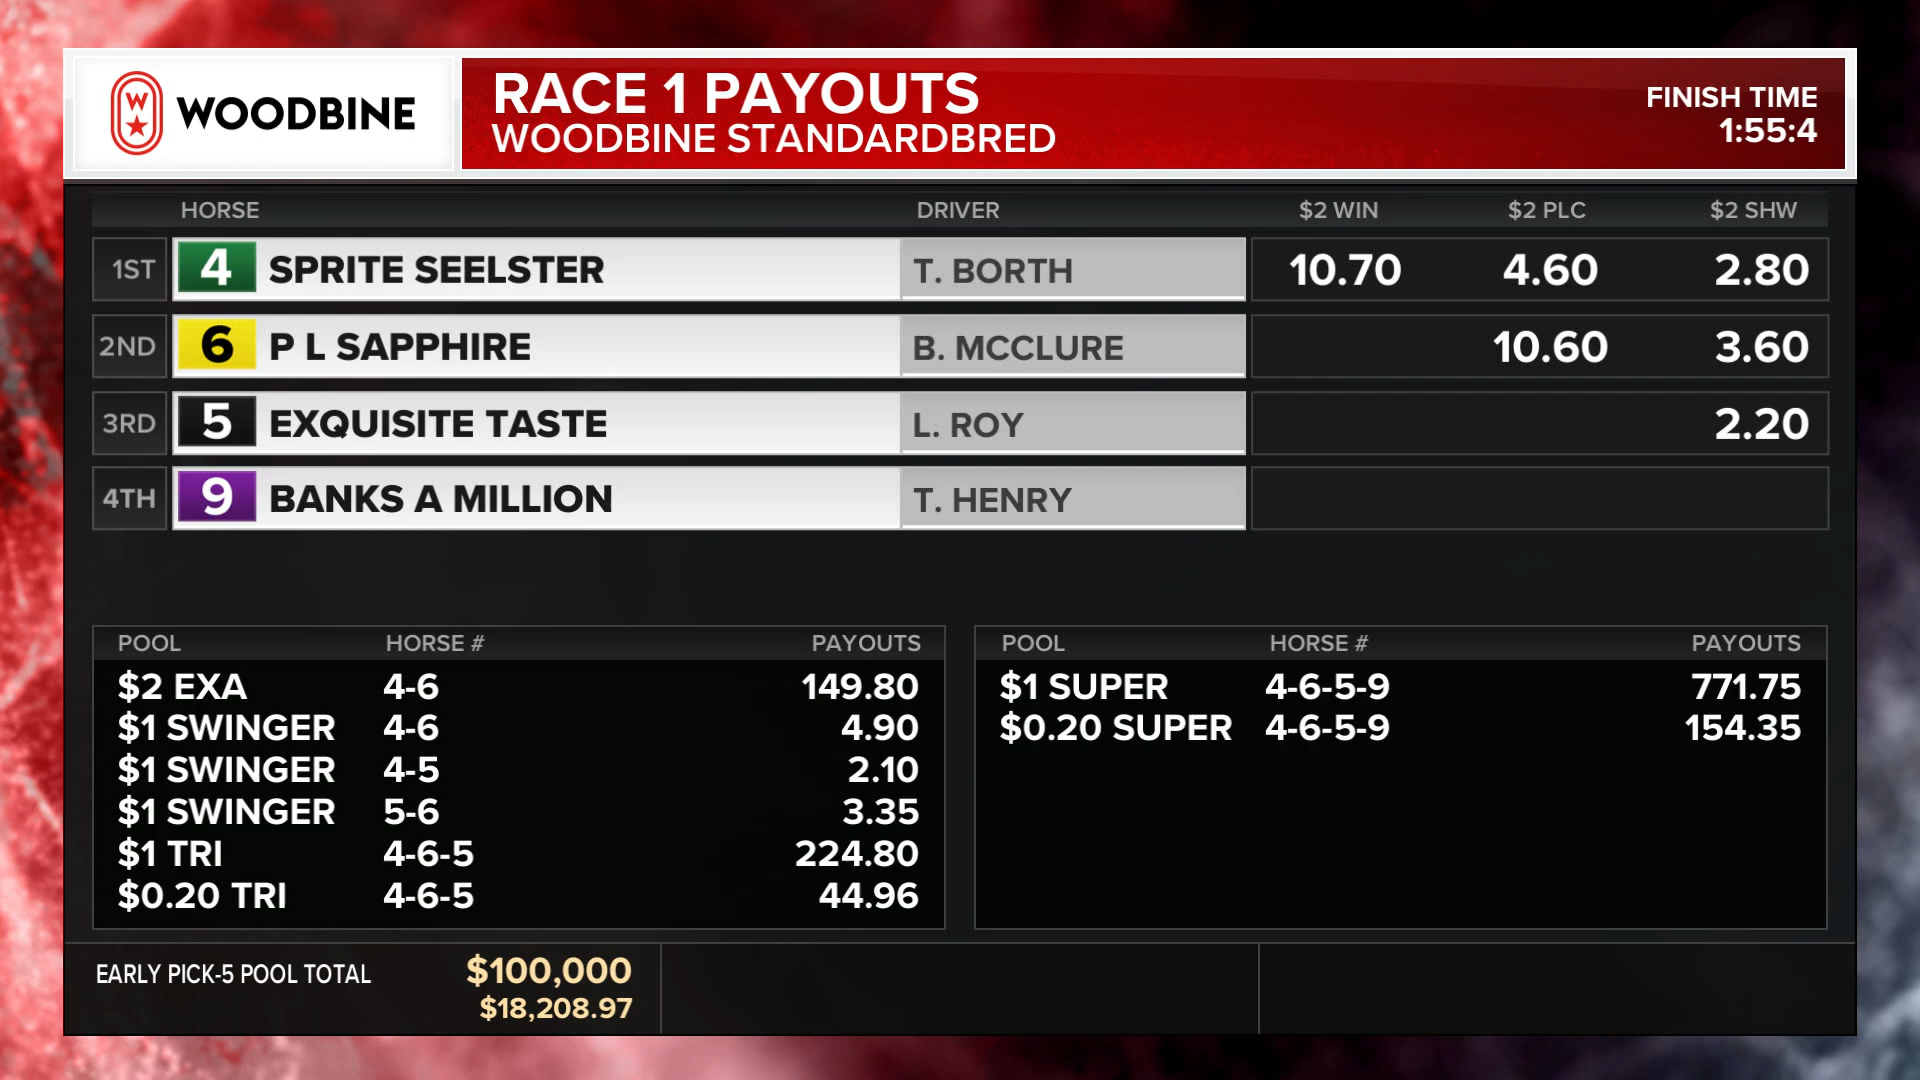 WOODBINE
RACE 1 PAYOUTS
WOODBINE STANDARDBRED
FINISH TIME
1:55:4
HORSE DRIVER $2 WIN $2 PLC $2 SHW
1ST 4 SPRITE SEELSTER T. BORTH 10.70 4.60 2.80
2ND 6 P L SAPPHIRE B. MCCLURE 10.60 3.60
3RD 5 EXQUISITE TASTE L. ROY 2.20
4TH 9 BANKS A MILLION T. HENRY
POOL HORSE # PAYOUTS
$2 EXA 4-6 149.80
$1 SWINGER 4-6 4.90
$1 SWINGER 4-5 2.10
$1 SWINGER 5-6 3.35
$1 TRI 4-6-5 224.80
$0.20 TRI 4-6-5 44.96
POOL HORSE # PAYOUTS
$1 SUPER 4-6-5-9 771.75
$0.20 SUPER 4-6-5-9 154.35
EARLY PICK-5 POOL TOTAL $100,000
$18,208.97